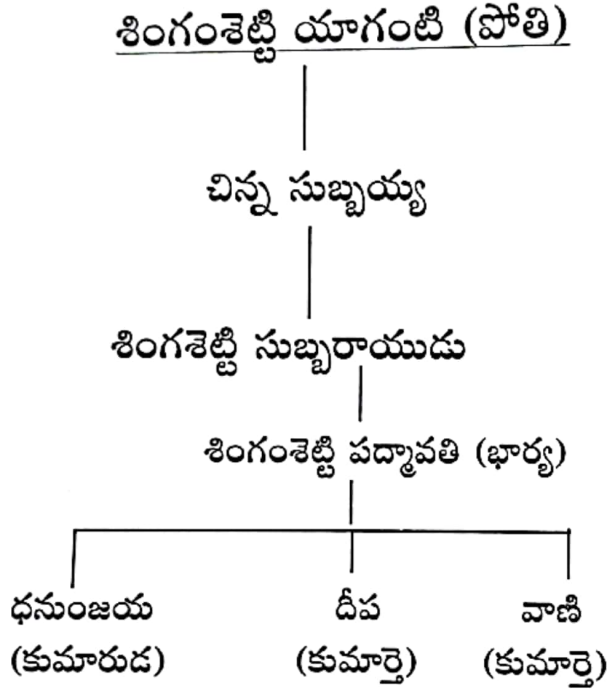 శింగంశెట్టి యాగంటి (పోతి)
చిన్న సుబ్బయ్య
శింగశెట్టి సుబ్బరాయుడు
శింగంశెట్టి పద్మావతి (భార్య)
ధనుంజయ దీప వాణి
(కుమారుడ) (కుమార్తె) (కుమార్తె)